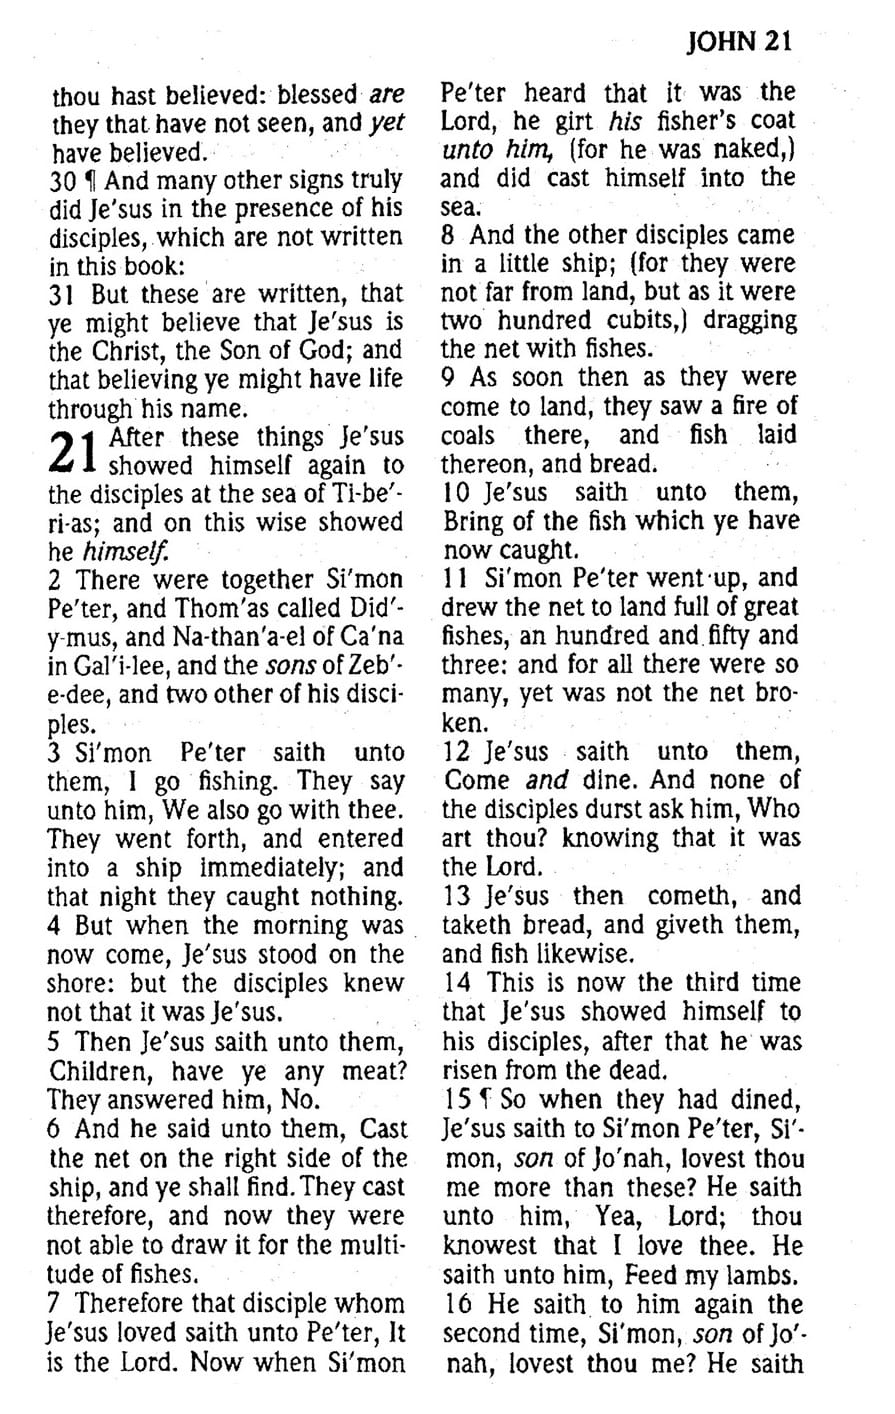 JOHN 21
thou hast believed: blessed are
they that have not seen, and yet
have believed.
30 ¶ And many other signs truly
did Je′sus in the presence of his
disciples, which are not written
in this book:
31 But these are written, that
ye might believe that Je′sus is
the Christ, the Son of God; and
that believing ye might have life
through his name.
21 After these things Je′sus
showed himself again to
the disciples at the sea of Ti-be′-
ri-as; and on this wise showed
he himself.
2 There were together Si′mon
Pe′ter, and Thom′as called Did′-
y-mus, and Na-than′a-el of Ca′na
in Gal′i-lee, and the sons of Zeb′-
e-dee, and two other of his disci-
ples.
3 Si′mon Pe′ter saith unto
them, I go fishing. They say
unto him, We also go with thee.
They went forth, and entered
into a ship immediately; and
that night they caught nothing.
4 But when the morning was
now come, Je′sus stood on the
shore: but the disciples knew
not that it was Je′sus.
5 Then Je′sus saith unto them,
Children, have ye any meat?
They answered him, No.
6 And he said unto them, Cast
the net on the right side of the
ship, and ye shall find. They cast
therefore, and now they were
not able to draw it for the multi-
tude of fishes.
7 Therefore that disciple whom
Je′sus loved saith unto Pe′ter, It
is the Lord. Now when Si′mon
Pe′ter heard that it was the
Lord, he girt his fisher's coat
unto him, (for he was naked,)
and did cast himself into the
sea.
8 And the other disciples came
in a little ship; (for they were
not far from land, but as it were
two hundred cubits,) dragging
the net with fishes.
9 As soon then as they were
come to land, they saw a fire of
coals there, and fish laid
thereon, and bread.
10 Je′sus saith unto them,
Bring of the fish which ye have
now caught.
11 Si′mon Pe′ter went up, and
drew the net to land full of great
fishes, an hundred and fifty and
three: and for all there were so
many, yet was not the net bro-
ken.
12 Je′sus saith unto them,
Come and dine. And none of
the disciples durst ask him, Who
art thou? knowing that it was
the Lord.
13 Je′sus then cometh, and
taketh bread, and giveth them,
and fish likewise.
14 This is now the third time
that Je′sus showed himself to
his disciples, after that he was
risen from the dead.
15 ¶ So when they had dined,
Je′sus saith to Si′mon Pe′ter, Si′-
mon, son of Jo′nah, lovest thou
me more than these? He saith
unto him, Yea, Lord; thou
knowest that I love thee. He
saith unto him, Feed my lambs.
16 He saith to him again the
second time, Si′mon, son of Jo′-
nah, lovest thou me? He saith